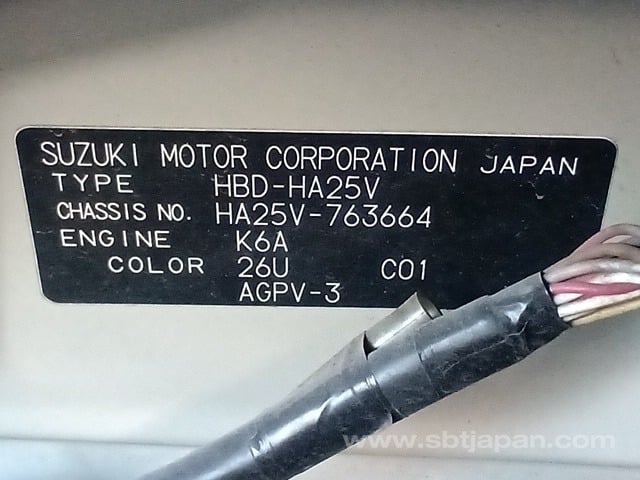 SUZUKI MOTOR CORPORATION JAPAN
TYPE HBD-HA25V
CHASSIS NO. HA25V-763664
ENGINE K6A
COLOR 26U C01
AGPV-3
www.sbtjapan.com